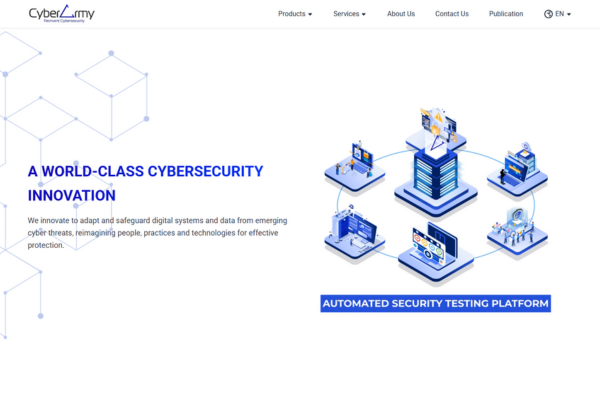 CyberArmy
Reinvent Cybersecurity
Products
Services
About Us
Contact Us
Publication
EN
A WORLD-CLASS CYBERSECURITY
INNOVATION
We innovate to adapt and safeguard digital systems and data from emerging
cyber threats, reimagining people, practices and technologies for effective
protection.
AUTOMATED SECURITY TESTING PLATFORM